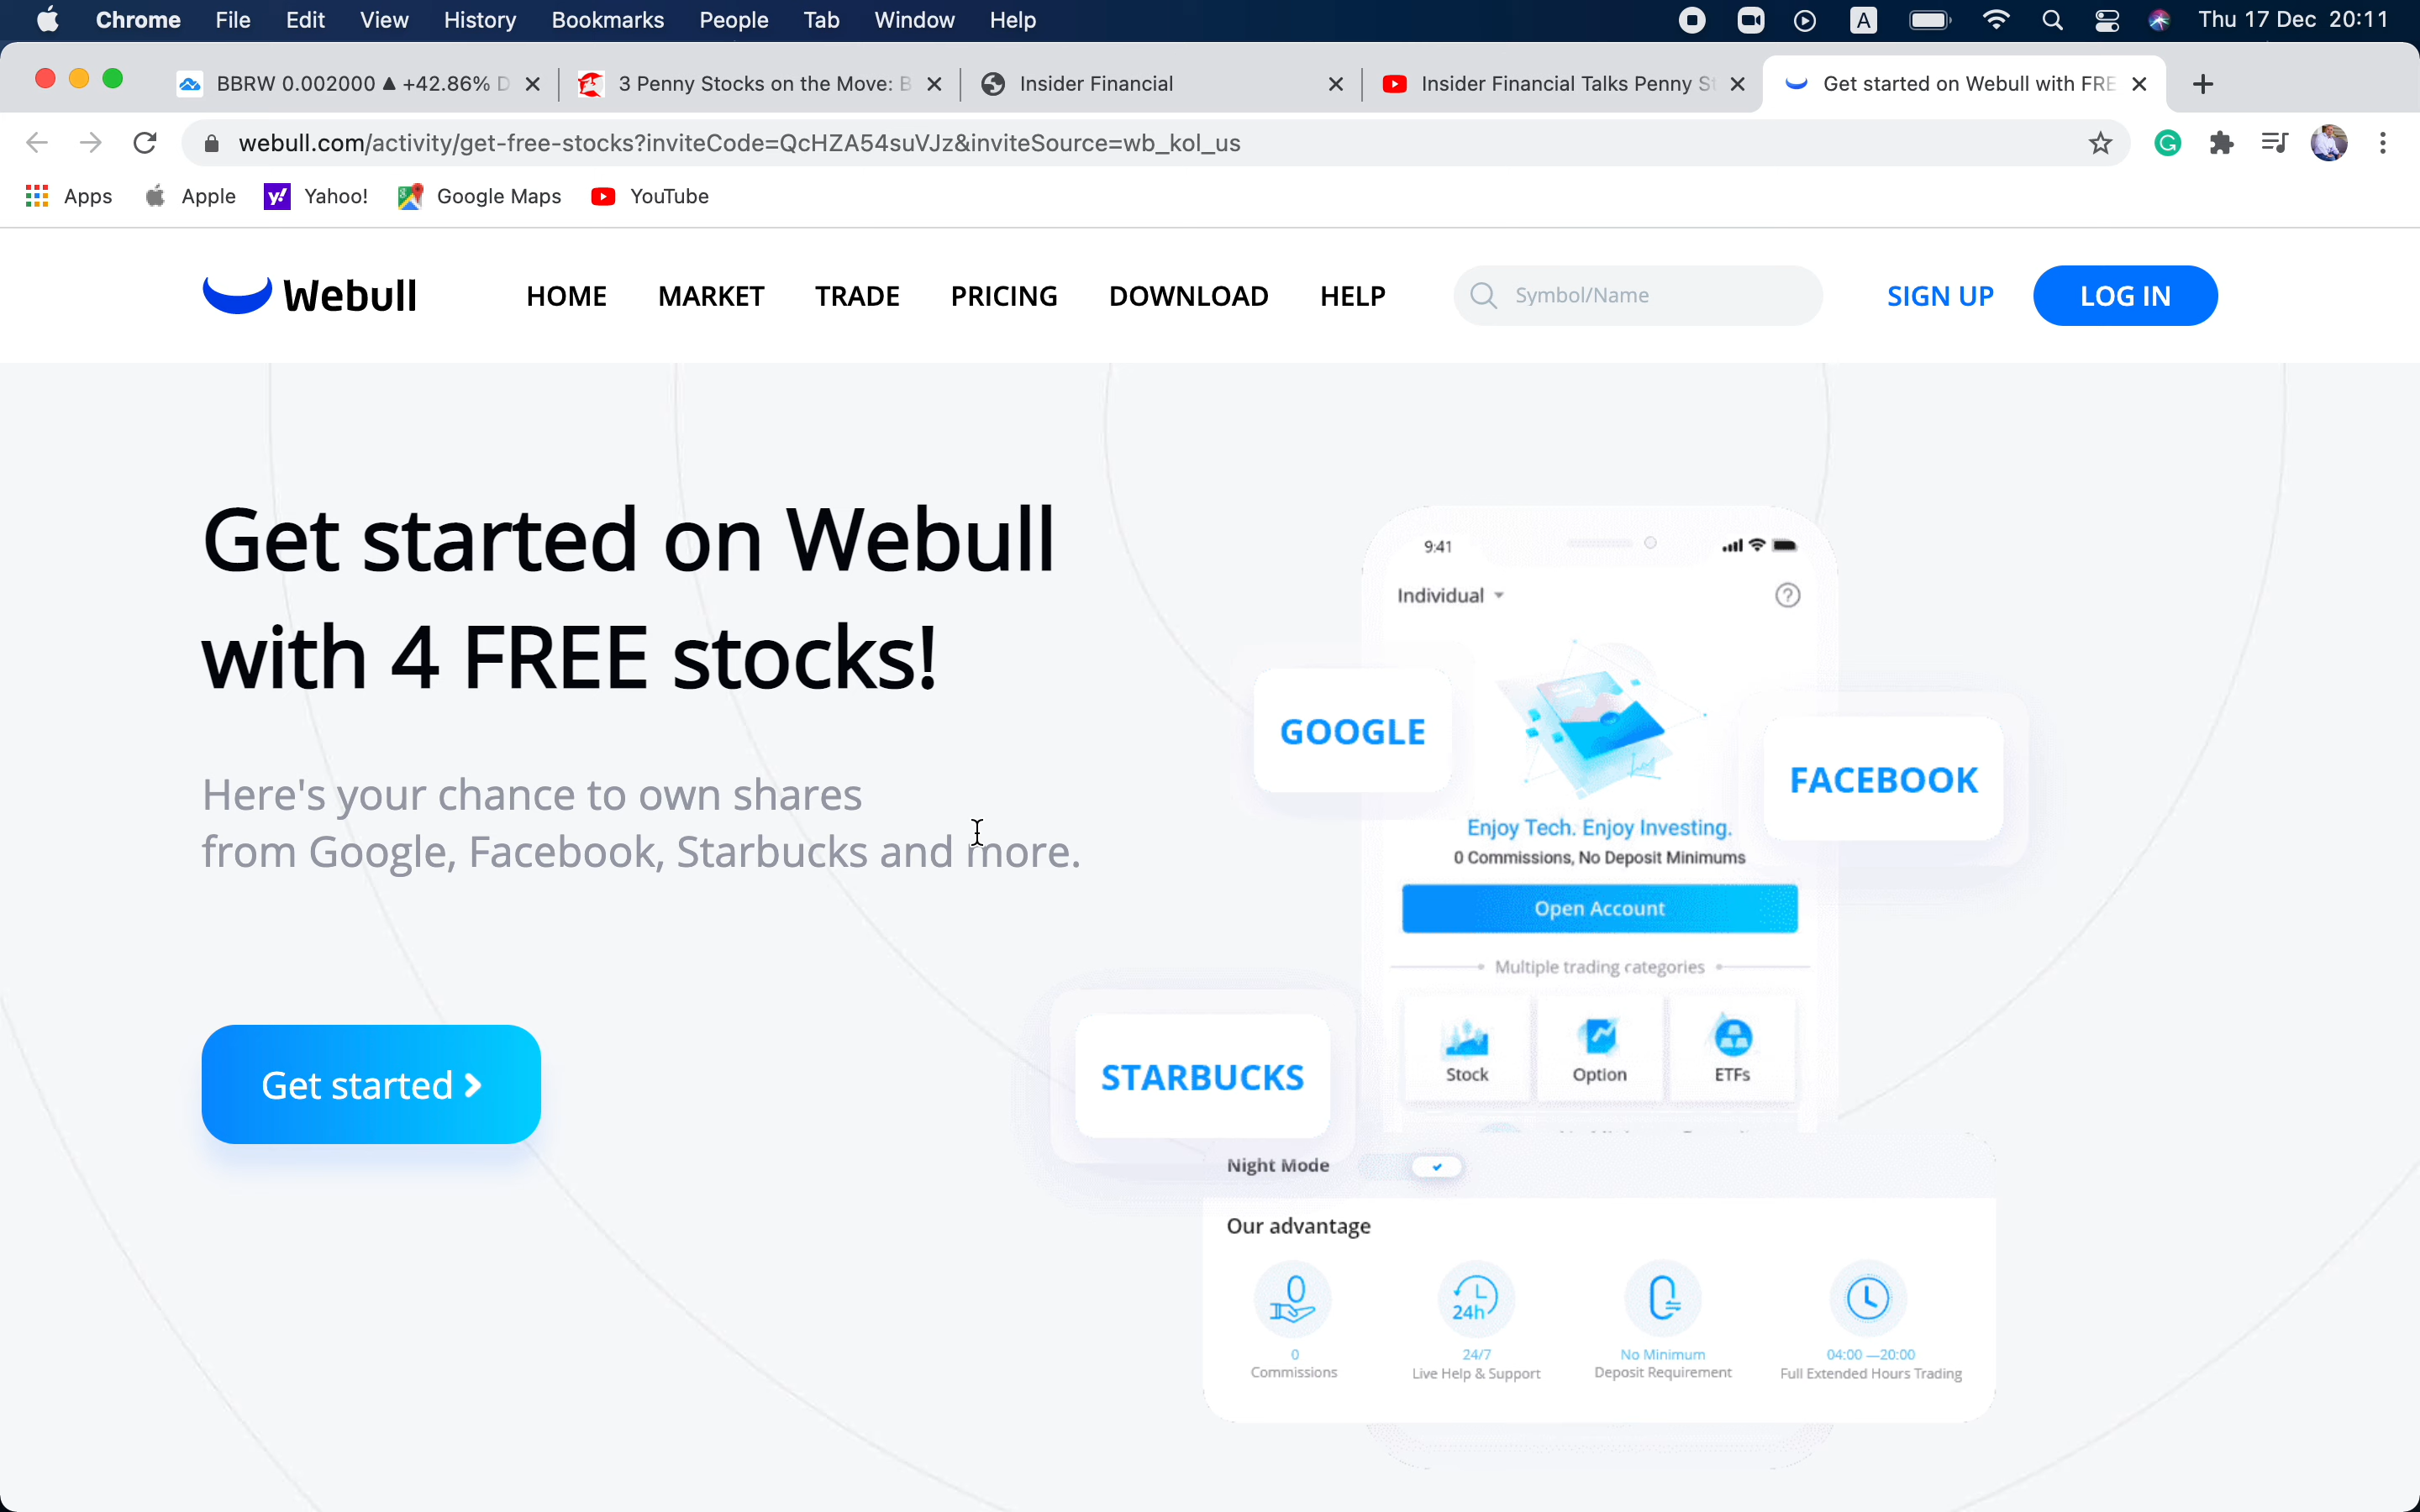 Chrome File Edit View History Bookmarks People Tab Window Help A Thu 17 Dec 20:11
BBRW 0.002000 ▲ +42.86% D 3 Penny Stocks on the Move: B Insider Financial Insider Financial Talks Penny St Get started on Webull with FRE
webull.com/activity/get-free-stocks?inviteCode=QcHZA54suVJz&inviteSource=wb_kol_us
Apps Apple Yahoo! Google Maps YouTube
Webull HOME MARKET TRADE PRICING DOWNLOAD HELP Symbol/Name SIGN UP LOG IN
Get started on Webull
with 4 FREE stocks!
Here's your chance to own shares
from Google, Facebook, Starbucks and more.
Get started
9:41
Individual
GOOGLE
FACEBOOK
Enjoy Tech. Enjoy Investing.
0 Commissions, No Deposit Minimums
Open Account
Multiple trading categories
STARBUCKS
Stock Option ETFs
Night Mode
Our advantage
0
24h
0
Commissions
24/7
Live Help & Support
No Minimum
Deposit Requirement
04:00 —20:00
Full Extended Hours Trading